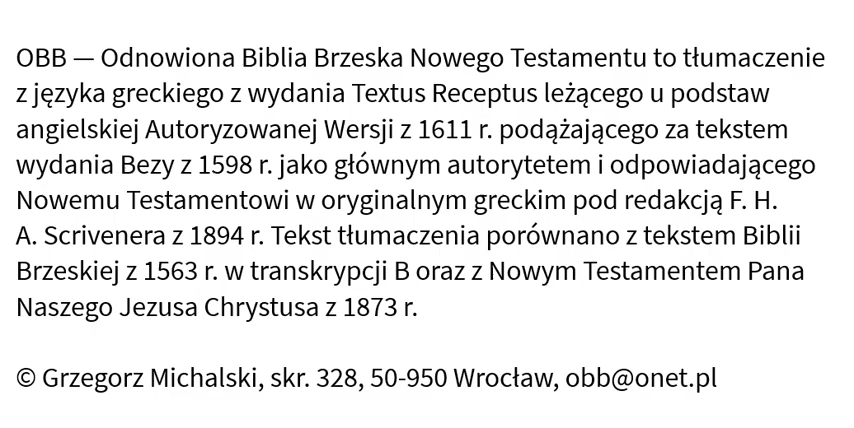 OBB — Odnowiona Biblia Brzeska Nowego Testamentu to tłumaczenie
z języka greckiego z wydania Textus Receptus leżącego u podstaw
angielskiej Autoryzowanej Wersji z 1611 r. podążającego za tekstem
wydania Bezy z 1598 r. jako głównym autorytetem i odpowiadającego
Nowemu Testamentowi w oryginalnym greckim pod redakcją F. H.
A. Scrivenera z 1894 r. Tekst tłumaczenia porównano z tekstem Biblii
Brzeskiej z 1563 r. w transkrypcji B oraz z Nowym Testamentem Pana
Naszego Jezusa Chrystusa z 1873 r.
© Grzegorz Michalski, skr. 328, 50-950 Wrocław, obb@onet.pl